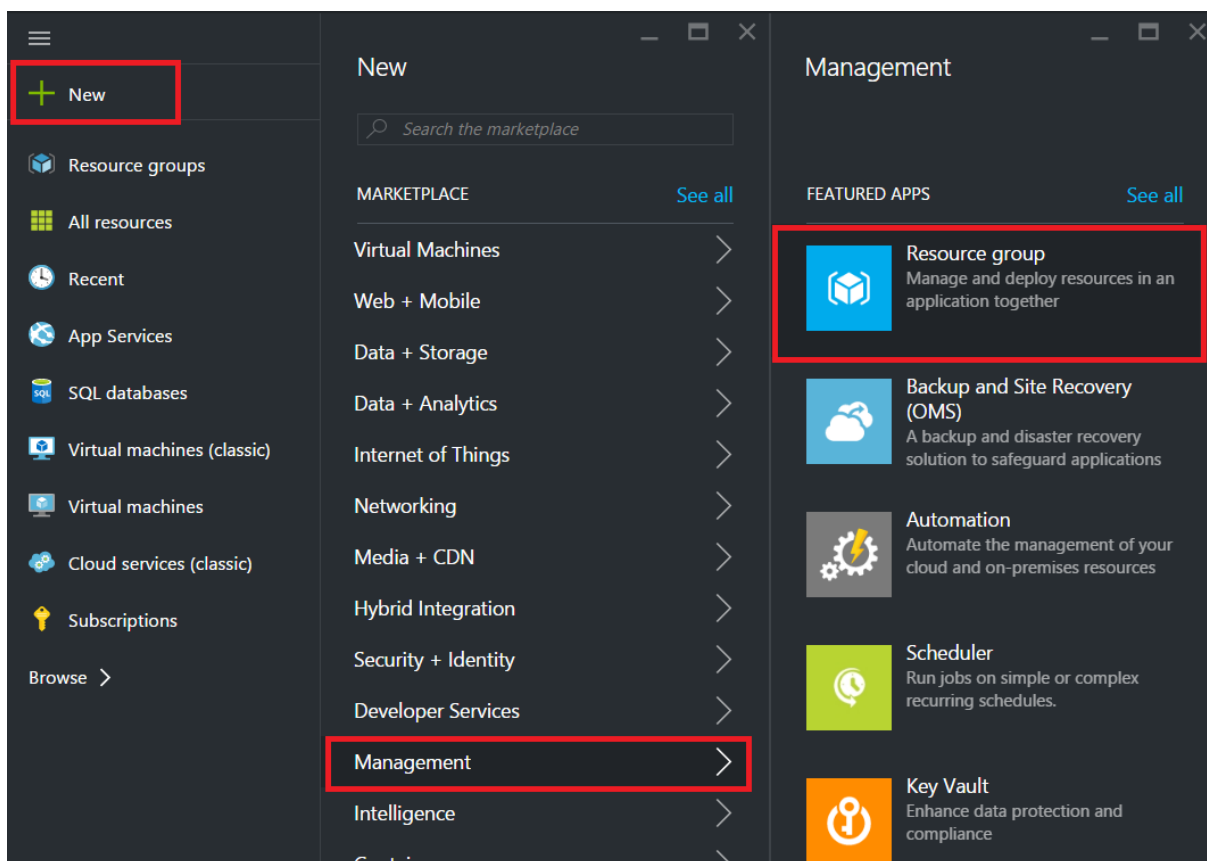 New
Resource groups
All resources
Recent
App Services
SQL
SQL databases
Virtual machines (classic)
Virtual machines
Cloud services (classic)
Subscriptions
Browse
New
Search the marketplace
MARKETPLACE See all
Virtual Machines
Web + Mobile
Data + Storage
Data + Analytics
Internet of Things
Networking
Media + CDN
Hybrid Integration
Security + Identity
Developer Services
Management
Intelligence
Management
FEATURED APPS See all
Resource group
Manage and deploy resources in an
application together
Backup and Site Recovery
(OMS)
A backup and disaster recovery
solution to safeguard applications
Automation
Automate the management of your
cloud and on-premises resources
Scheduler
Run jobs on simple or complex
recurring schedules.
Key Vault
Enhance data protection and
compliance